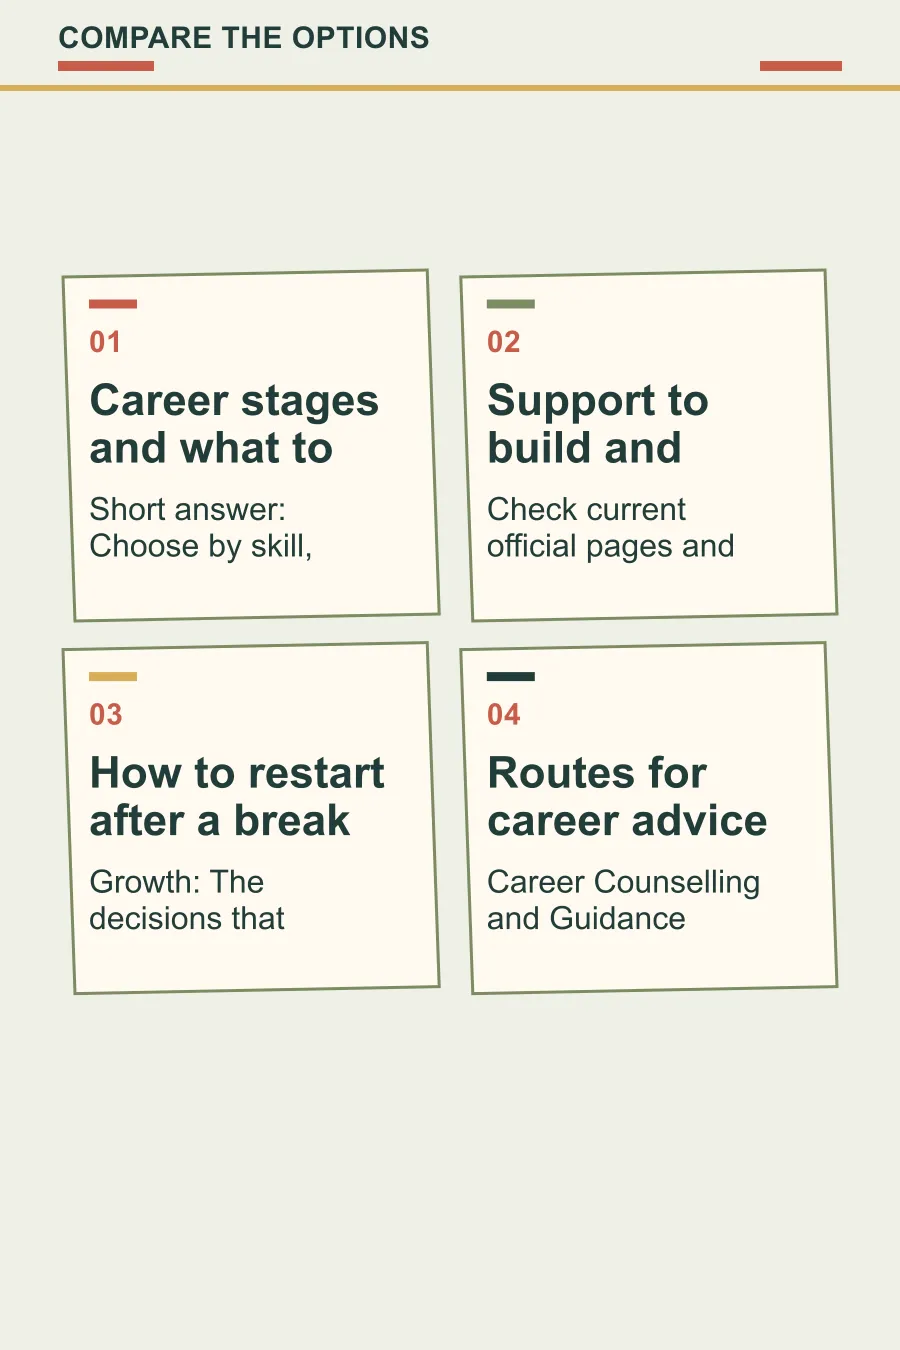 COMPARE THE OPTIONS
01
Career stages
and what to
Short answer:
Choose by skill,
02
Support to
build and
Check current
official pages and
03
How to restart
after a break
Growth: The
decisions that
04
Routes for
career advice
Career Counselling
and Guidance